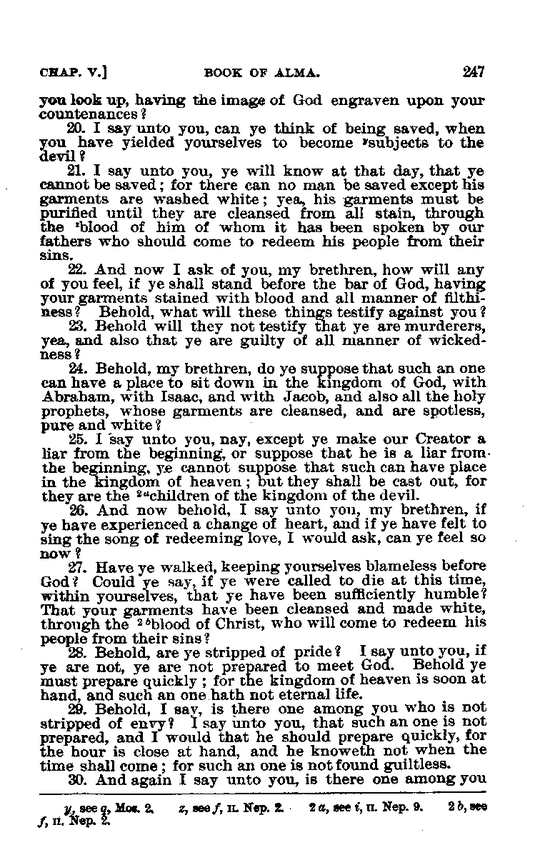 CHAP. V.] BOOK OF ALMA. 247
you look up, having the image of God engraven upon your
countenances?
20. I say unto you, can ye think of being saved, when
you have yielded yourselves to become ʸsubjects to the
devil?
21. I say unto you, ye will know at that day, that ye
cannot be saved; for there can no man be saved except his
garments are washed white; yea, his garments must be
purified until they are cleansed from all stain, through
the ᶻblood of him of whom it has been spoken by our
fathers who should come to redeem his people from their
sins.
22. And now I ask of you, my brethren, how will any
of you feel, if ye shall stand before the bar of God, having
your garments stained with blood and all manner of filthi-
ness? Behold, what will these things testify against you?
23. Behold will they not testify that ye are murderers,
yea, and also that ye are guilty of all manner of wicked-
ness?
24. Behold, my brethren, do ye suppose that such an one
can have a place to sit down in the kingdom of God, with
Abraham, with Isaac, and with Jacob, and also all the holy
prophets, whose garments are cleansed, and are spotless,
pure and white?
25. I say unto you, nay, except ye make our Creator a
liar from the beginning, or suppose that he is a liar from
the beginning, ye cannot suppose that such can have place
in the kingdom of heaven; but they shall be cast out, for
they are the ²ᵃchildren of the kingdom of the devil.
26. And now behold, I say unto you, my brethren, if
ye have experienced a change of heart, and if ye have felt to
sing the song of redeeming love, I would ask, can ye feel so
now?
27. Have ye walked, keeping yourselves blameless before
God? Could ye say, if ye were called to die at this time,
within yourselves, that ye have been sufficiently humble?
That your garments have been cleansed and made white,
through the ²ᵇblood of Christ, who will come to redeem his
people from their sins?
28. Behold, are ye stripped of pride? I say unto you, if
ye are not, ye are not prepared to meet God. Behold ye
must prepare quickly; for the kingdom of heaven is soon at
hand, and such an one hath not eternal life.
29. Behold, I say, is there one among you who is not
stripped of envy? I say unto you, that such an one is not
prepared, and I would that he should prepare quickly, for
the hour is close at hand, and he knoweth not when the
time shall come; for such an one is not found guiltless.
30. And again I say unto you, is there one among you
y, see q, Mos. 2. z, see f, II. Nep. 2. 2 a, see i, II. Nep. 9. 2 b, see
f, II. Nep. 2.